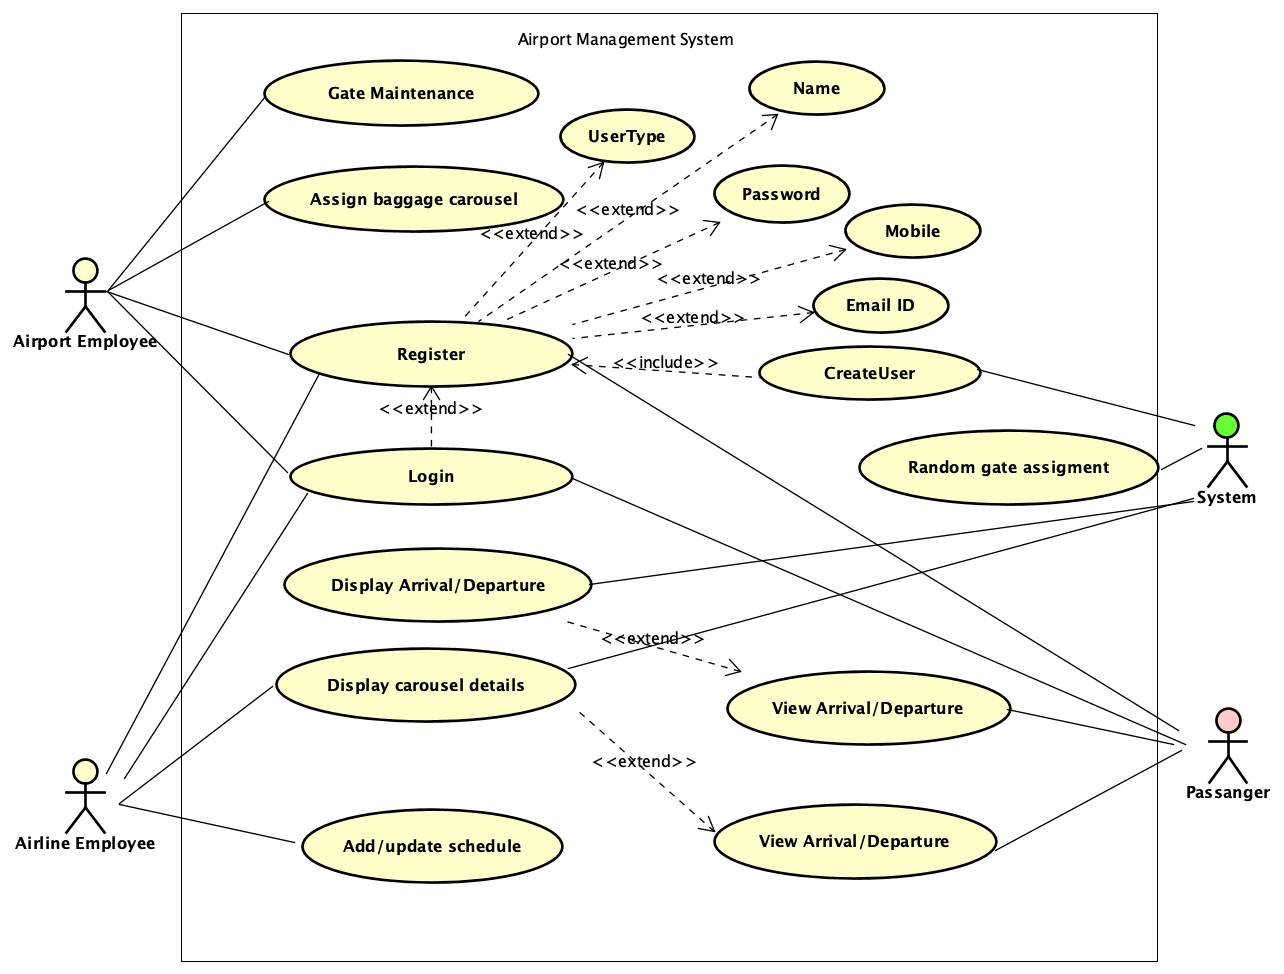 Airport Management System
Gate Maintenance
Name
UserType
Assign baggage carousel
Password
<<extend>>
<<extend>>
Mobile
<<extend>>
<<extend>>
Email ID
<<extend>>
Airport Employee
Register
<<include>>
CreateUser
<<extend>>
Login
Random gate assigment
System
Display Arrival/Departure
<<extend>>
Display carousel details
View Arrival/Departure
<<extend>>
Passanger
Airline Employee
Add/update schedule
View Arrival/Departure